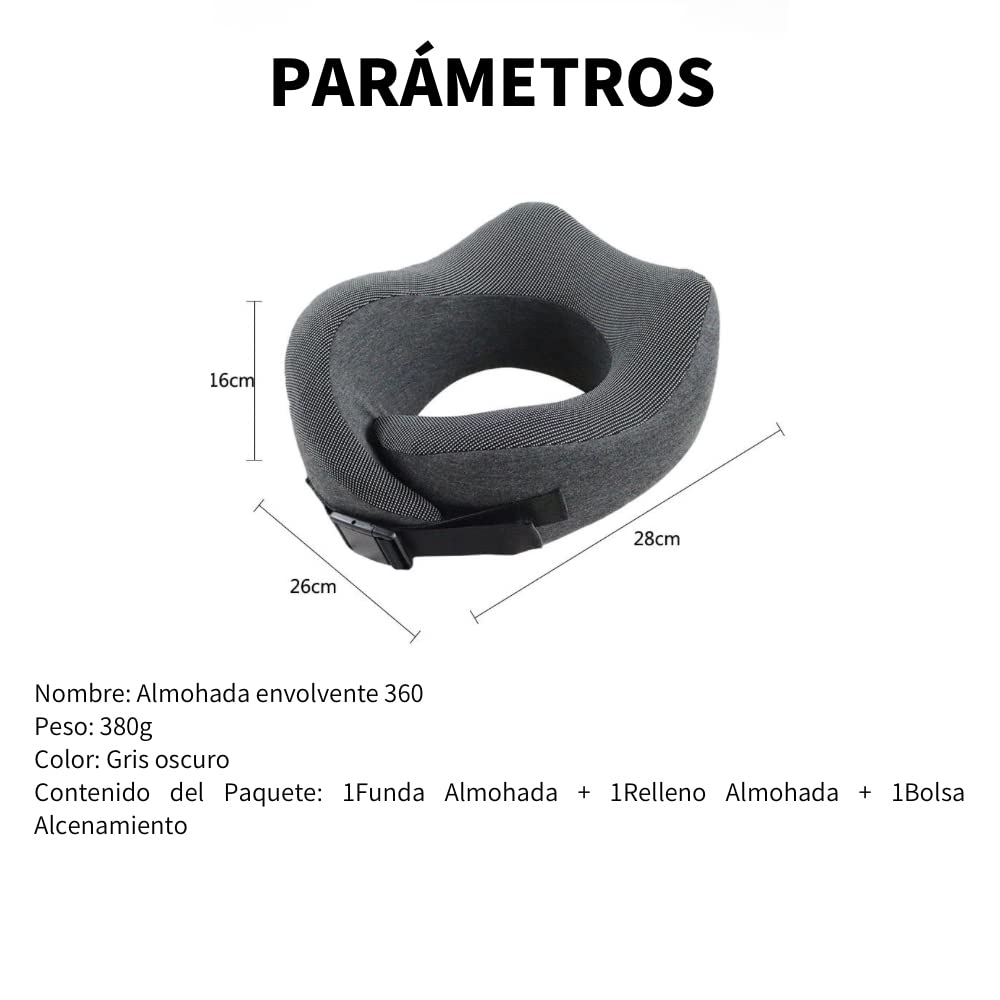 PARÁMETROS
16cm
28cm
26cm
Nombre: Almohada envolvente 360
Peso: 380g
Color: Gris oscuro
Contenido del Paquete: 1Funda Almohada + 1Relleno Almohada + 1Bolsa
Alcenamiento